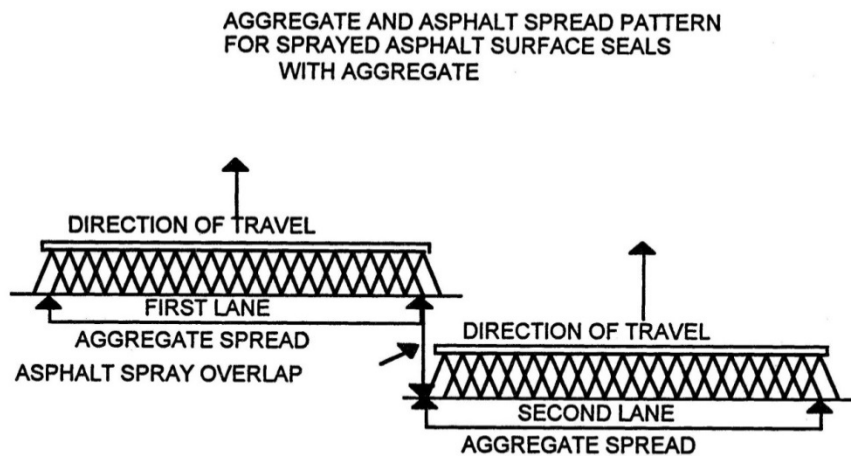 AGGREGATE AND ASPHALT SPREAD PATTERN
FOR SPRAYED ASPHALT SURFACE SEALS
WITH AGGREGATE
DIRECTION OF TRAVEL
FIRST LANE
AGGREGATE SPREAD
ASPHALT SPRAY OVERLAP
DIRECTION OF TRAVEL
SECOND LANE
AGGREGATE SPREAD